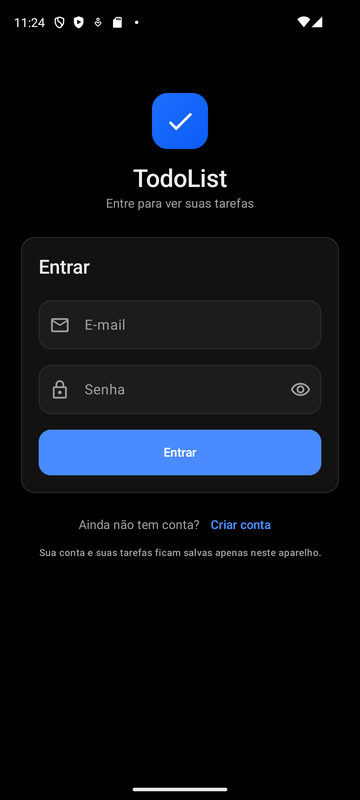 11:24
TodoList
Entre para ver suas tarefas
Entrar
E-mail
Senha
Entrar
Ainda não tem conta? Criar conta
Sua conta e suas tarefas ficam salvas apenas neste aparelho.